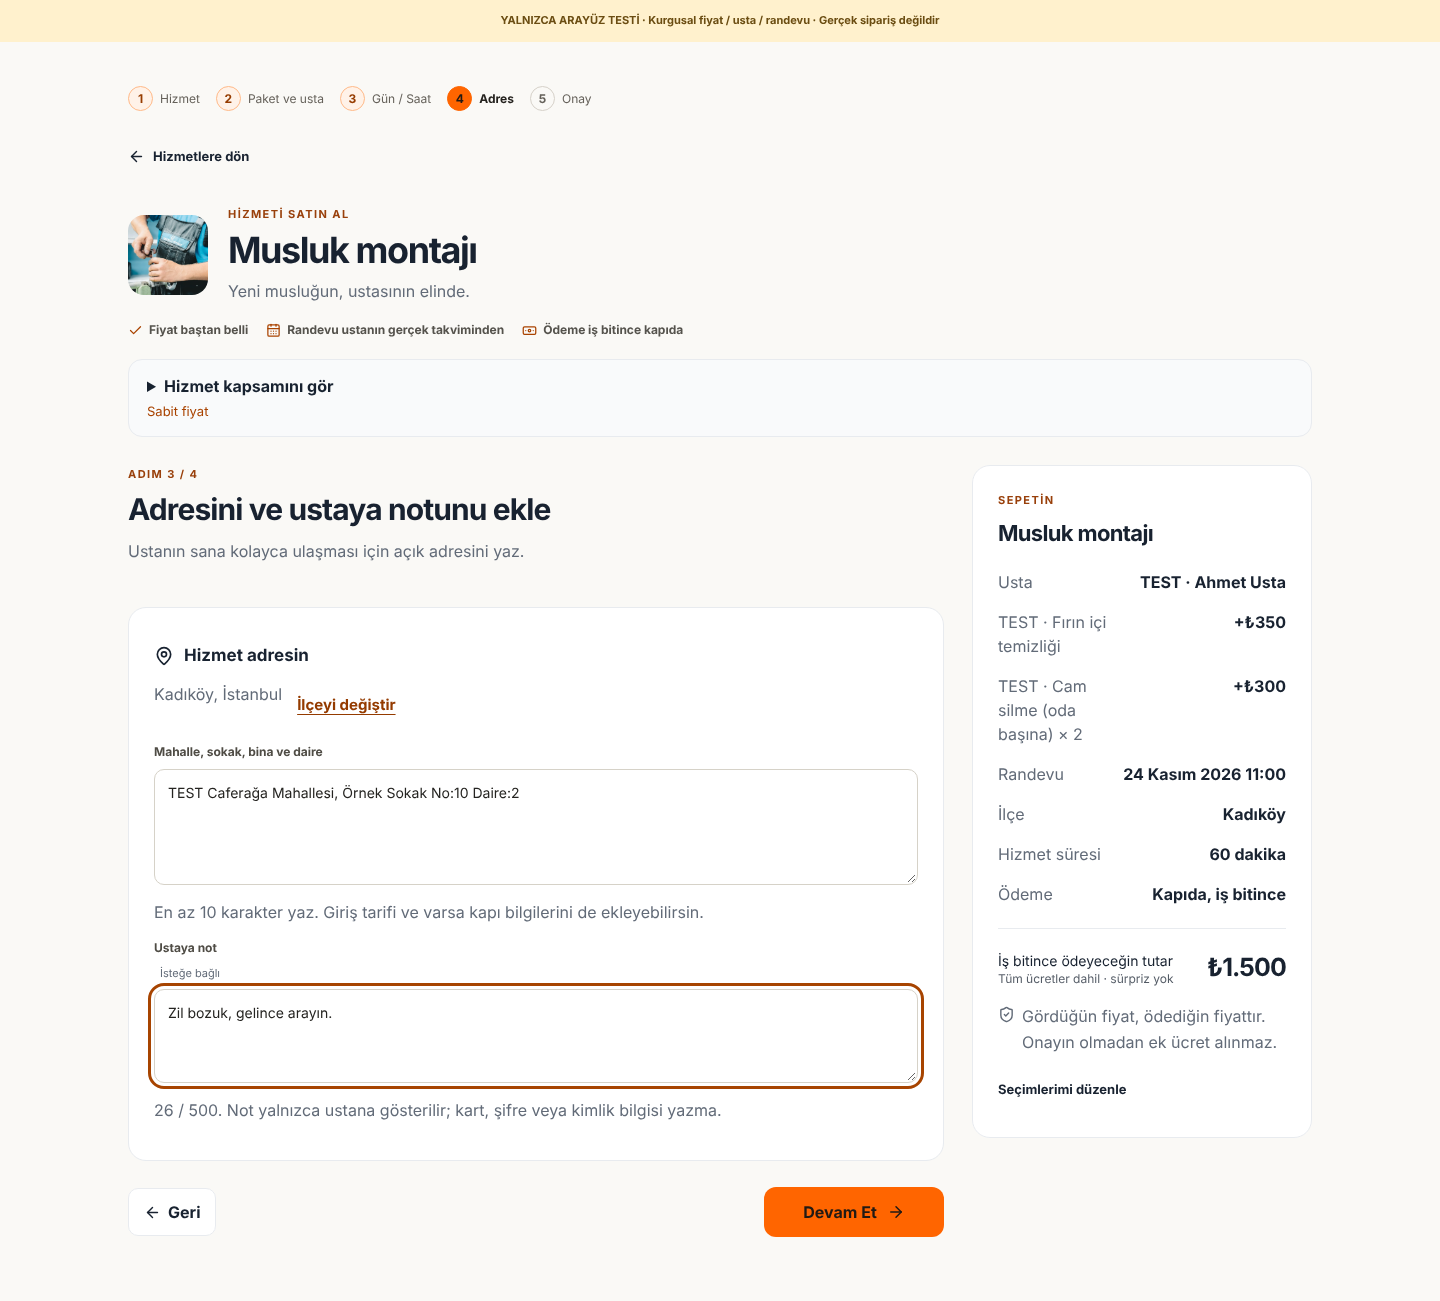 YALNIZCA ARAYÜZ TESTİ · Kurgusal fiyat / usta / randevu · Gerçek sipariş değildir
1 Hizmet 2 Paket ve usta 3 Gün / Saat 4 Adres 5 Onay
← Hizmetlere dön
HİZMETİ SATIN AL
Musluk montajı
Yeni musluğun, ustasının elinde.
Fiyat baştan belli Randevu ustanın gerçek takviminden Ödeme iş bitince kapıda
Hizmet kapsamını gör
Sabit fiyat
ADIM 3 / 4
Adresini ve ustaya notunu ekle
Ustanın sana kolayca ulaşması için açık adresini yaz.
Hizmet adresin
Kadıköy, İstanbul İlçeyi değiştir
Mahalle, sokak, bina ve daire
TEST Caferağa Mahallesi, Örnek Sokak No:10 Daire:2
En az 10 karakter yaz. Giriş tarifi ve varsa kapı bilgilerini de ekleyebilirsin.
Ustaya not
İsteğe bağlı
Zil bozuk, gelince arayın.
26 / 500. Not yalnızca ustana gösterilir; kart, şifre veya kimlik bilgisi yazma.
← Geri
Devam Et →
SEPETİN
Musluk montajı
Usta TEST · Ahmet Usta
TEST · Fırın içi +₺350
temizliği
TEST · Cam +₺300
silme (oda
başına) × 2
Randevu 24 Kasım 2026 11:00
İlçe Kadıköy
Hizmet süresi 60 dakika
Ödeme Kapıda, iş bitince
İş bitince ödeyeceğin tutar ₺1.500
Tüm ücretler dahil · sürpriz yok
Gördüğün fiyat, ödediğin fiyattır.
Onayın olmadan ek ücret alınmaz.
Seçimlerimi düzenle